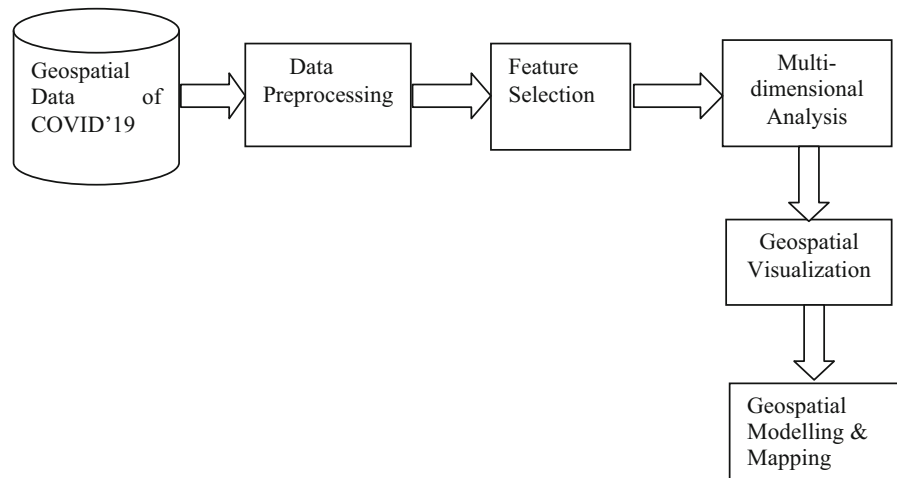 Geospatial
Data of
COVID’19
Data
Preprocessing
Feature
Selection
Multi-
dimensional
Analysis
Geospatial
Visualization
Geospatial
Modelling &
Mapping